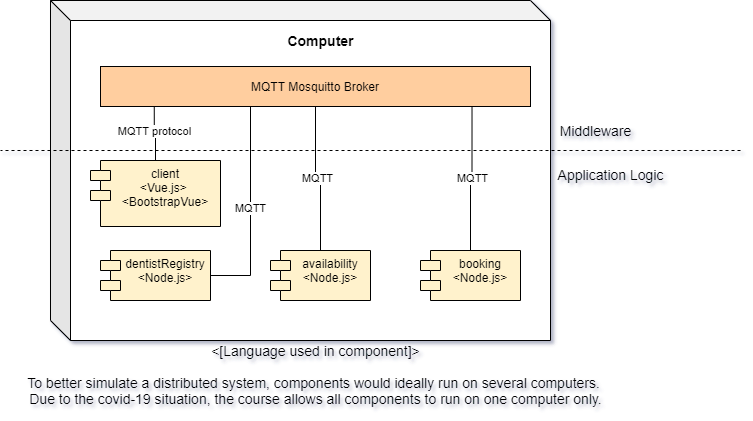 Computer
MQTT Mosquitto Broker
MQTT protocol
Middleware
Application Logic
client
<Vue.js>
<BootstrapVue>
MQTT
MQTT
MQTT
dentistRegistry
<Node.js>
availability
<Node.js>
booking
<Node.js>
<[Language used in component]>
To better simulate a distributed system, components would ideally run on several computers.
Due to the covid-19 situation, the course allows all components to run on one computer only.